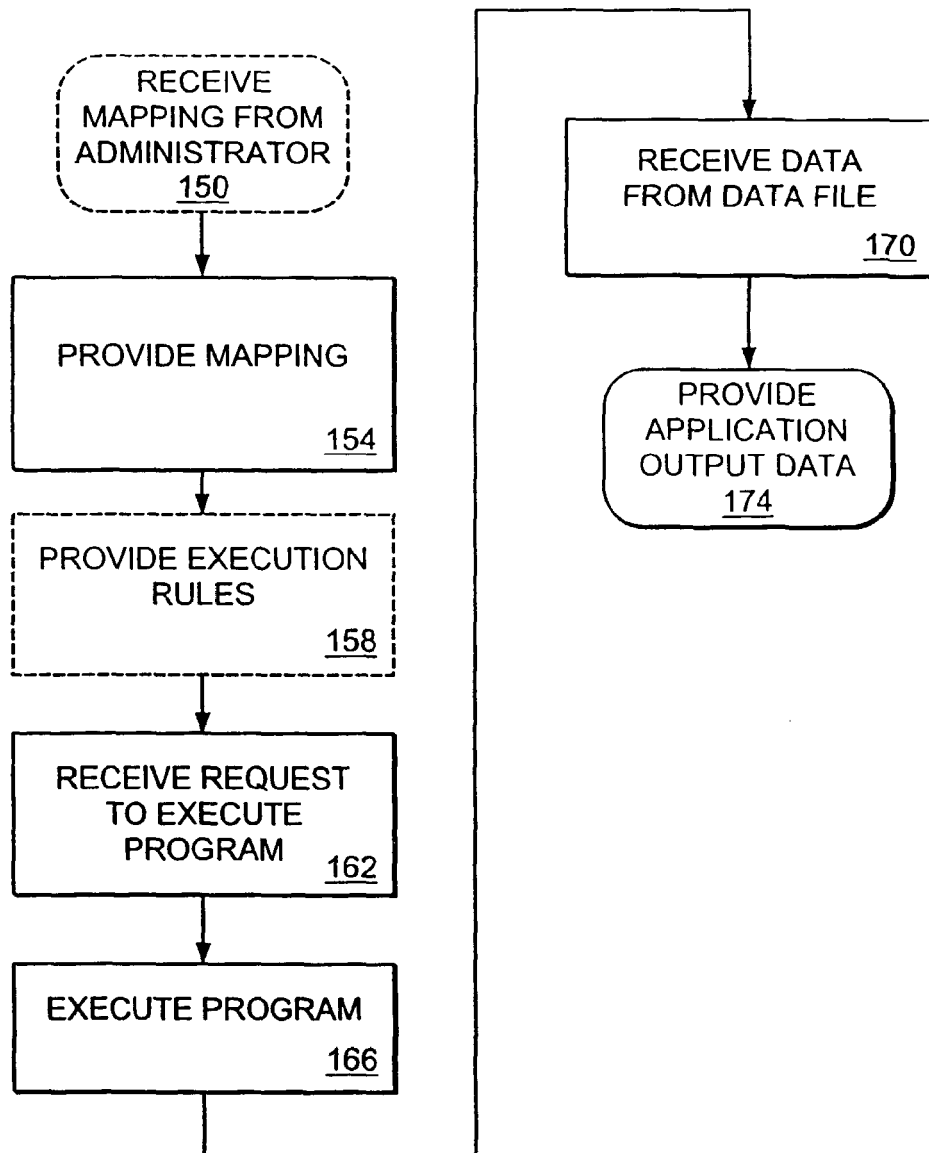 RECEIVE
MAPPING FROM
ADMINISTRATOR
150
PROVIDE MAPPING
154
PROVIDE EXECUTION
RULES
158
RECEIVE REQUEST
TO EXECUTE
PROGRAM
162
EXECUTE PROGRAM
166
RECEIVE DATA
FROM DATA FILE
170
PROVIDE
APPLICATION
OUTPUT DATA
174